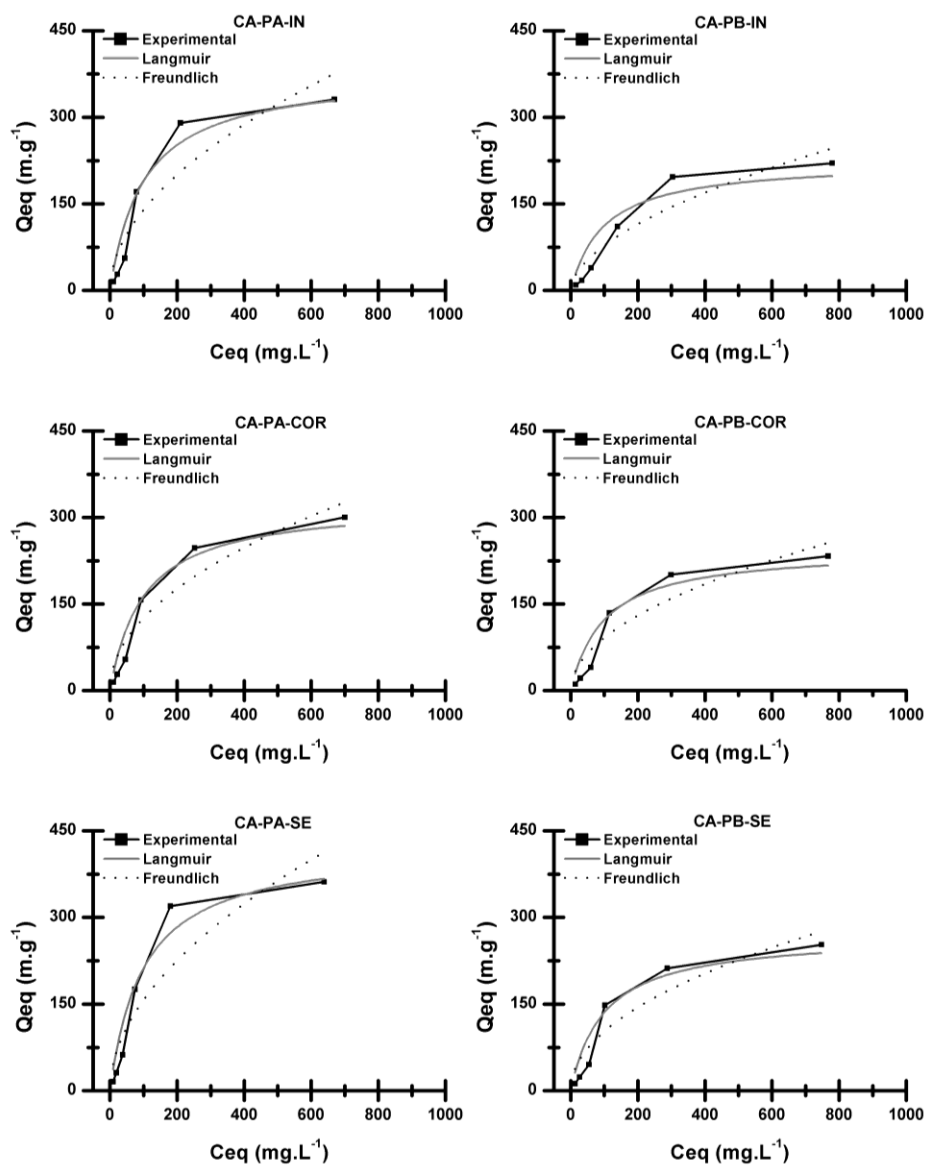 CA-PA-IN
Experimental
Langmuir
Freundlich
450
300
150
0
Qeq (m.g⁻¹)
0 200 400 600 800 1000
Ceq (mg.L⁻¹)
CA-PB-IN
Experimental
Langmuir
Freundlich
450
300
150
0
Qeq (m.g⁻¹)
0 200 400 600 800 1000
Ceq (mg.L⁻¹)
CA-PA-COR
Experimental
Langmuir
Freundlich
450
300
150
0
Qeq (m.g⁻¹)
0 200 400 600 800 1000
Ceq (mg.L⁻¹)
CA-PB-COR
Experimental
Langmuir
Freundlich
450
300
150
0
Qeq (m.g⁻¹)
0 200 400 600 800 1000
Ceq (mg.L⁻¹)
CA-PA-SE
Experimental
Langmuir
Freundlich
450
300
150
0
Qeq (m.g⁻¹)
0 200 400 600 800 1000
Ceq (mg.L⁻¹)
CA-PB-SE
Experimental
Langmuir
Freundlich
450
300
150
0
Qeq (m.g⁻¹)
0 200 400 600 800 1000
Ceq (mg.L⁻¹)